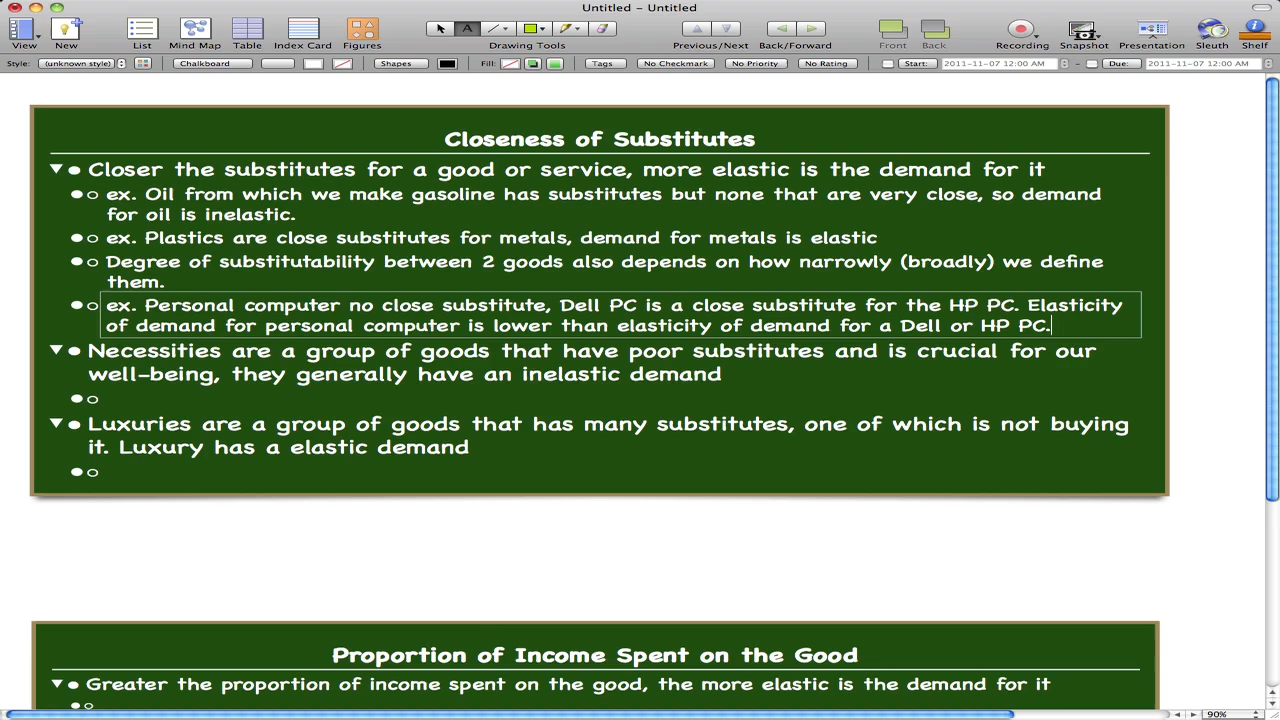 Untitled – Untitled
View New List Mind Map Table Index Card Figures Drawing Tools Previous/Next Back/Forward Front Back Recording Snapshot Presentation Sleuth Shelf
Style: (unknown style) Chalkboard Shapes Fill: Tags No Checkmark No Priority No Rating Start: 2011-11-07 12:00 AM – Due: 2011-11-07 12:00 AM
Closeness of Substitutes
Closer the substitutes for a good or service, more elastic is the demand for it
ex. Oil from which we make gasoline has substitutes but none that are very close, so demand
for oil is inelastic.
ex. Plastics are close substitutes for metals, demand for metals is elastic
Degree of substitutability between 2 goods also depends on how narrowly (broadly) we define
them.
ex. Personal computer no close substitute, Dell PC is a close substitute for the HP PC. Elasticity
of demand for personal computer is lower than elasticity of demand for a Dell or HP PC.
Necessities are a group of goods that have poor substitutes and is crucial for our
well-being, they generally have an inelastic demand
Luxuries are a group of goods that has many substitutes, one of which is not buying
it. Luxury has a elastic demand
Proportion of Income Spent on the Good
Greater the proportion of income spent on the good, the more elastic is the demand for it
90%